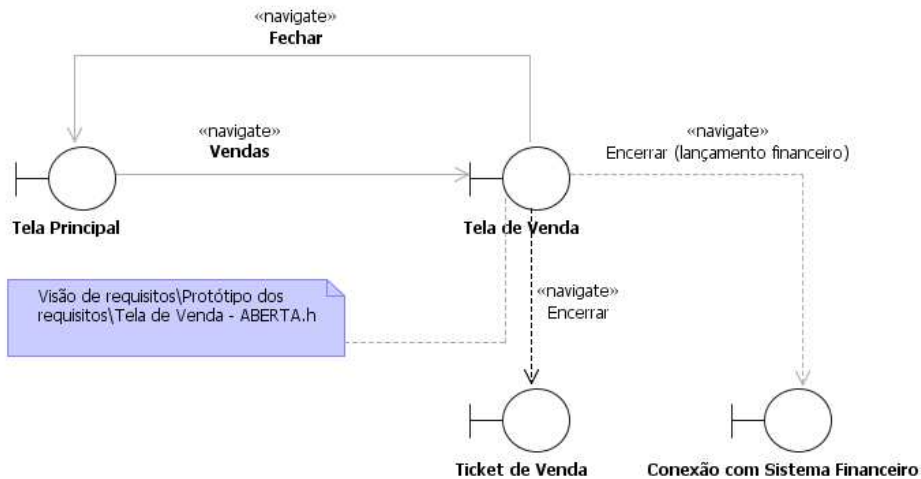 «navigate»
Fechar
«navigate»
Vendas
«navigate»
Encerrar (lançamento financeiro)
Tela Principal
Tela de Venda
Visão de requisitos\Protótipo dos
requisitos\Tela de Venda - ABERTA.h
«navigate»
Encerrar
Ticket de Venda
Conexão com Sistema Financeiro